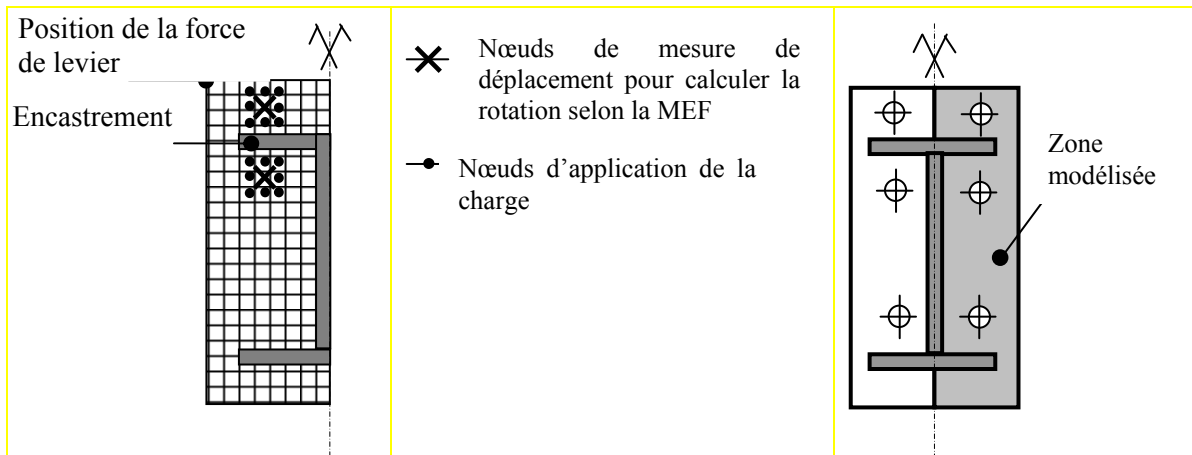 Position de la force
de levier
Encastrement
Nœuds de mesure de
déplacement pour calculer la
rotation selon la MEF
Nœuds d'application de la
charge
Zone
modélisée